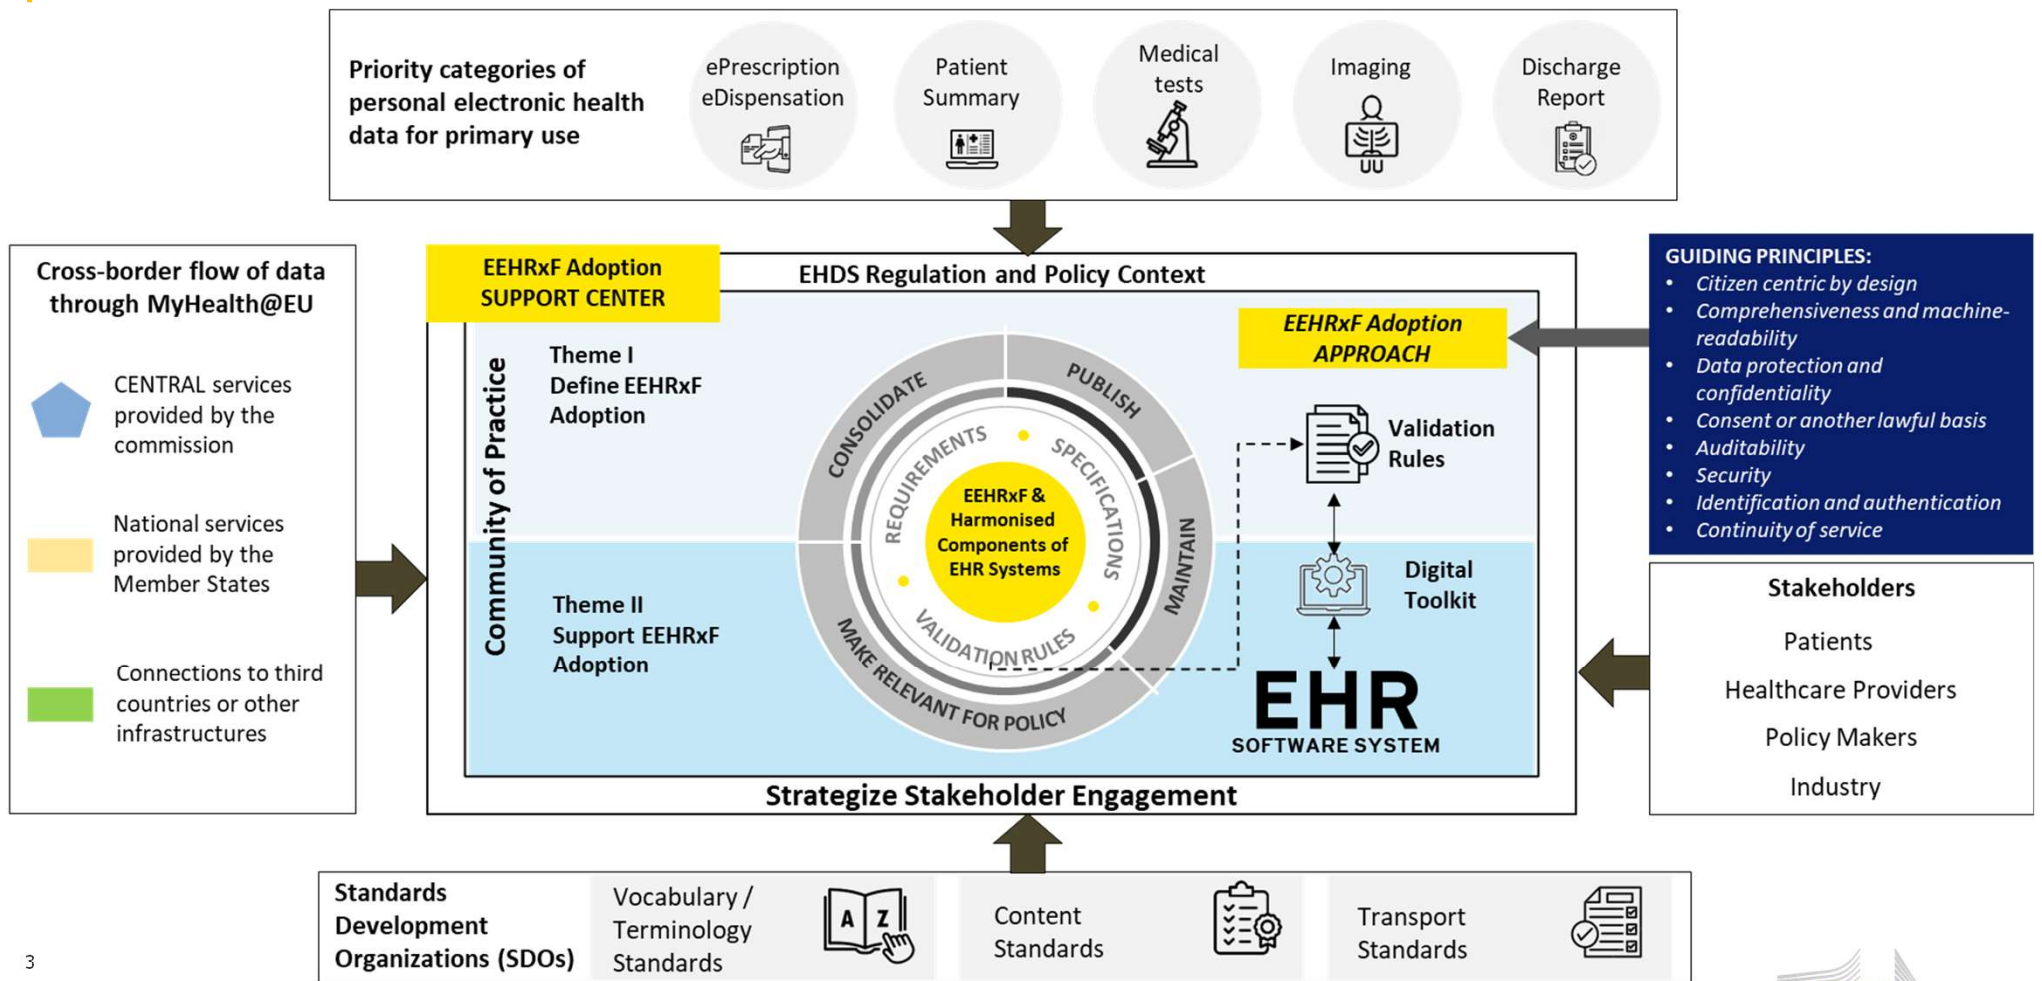 Priority categories of
personal electronic health
data for primary use
ePrescription
eDispensation
Patient
Summary
Medical
tests
Imaging
Discharge
Report
Cross-border flow of data
through MyHealth@EU
CENTRAL services
provided by the
commission
National services
provided by the
Member States
Connections to third
countries or other
infrastructures
EEHRxF Adoption
SUPPORT CENTER
EHDS Regulation and Policy Context
Community of Practice
Theme I
Define EEHRxF
Adoption
Theme II
Support EEHRxF
Adoption
CONSOLIDATE
PUBLISH
MAINTAIN
MAKE RELEVANT FOR POLICY
REQUIREMENTS
SPECIFICATIONS
VALIDATION RULES
EEHRxF &
Harmonised
Components of
EHR Systems
EEHRxF Adoption
APPROACH
Validation
Rules
Digital
Toolkit
EHR
SOFTWARE SYSTEM
Strategize Stakeholder Engagement
GUIDING PRINCIPLES:
• Citizen centric by design
• Comprehensiveness and machine-
readability
• Data protection and
confidentiality
• Consent or another lawful basis
• Auditability
• Security
• Identification and authentication
• Continuity of service
Stakeholders
Patients
Healthcare Providers
Policy Makers
Industry
Standards
Development
Organizations (SDOs)
Vocabulary /
Terminology
Standards
A Z
Content
Standards
Transport
Standards
3